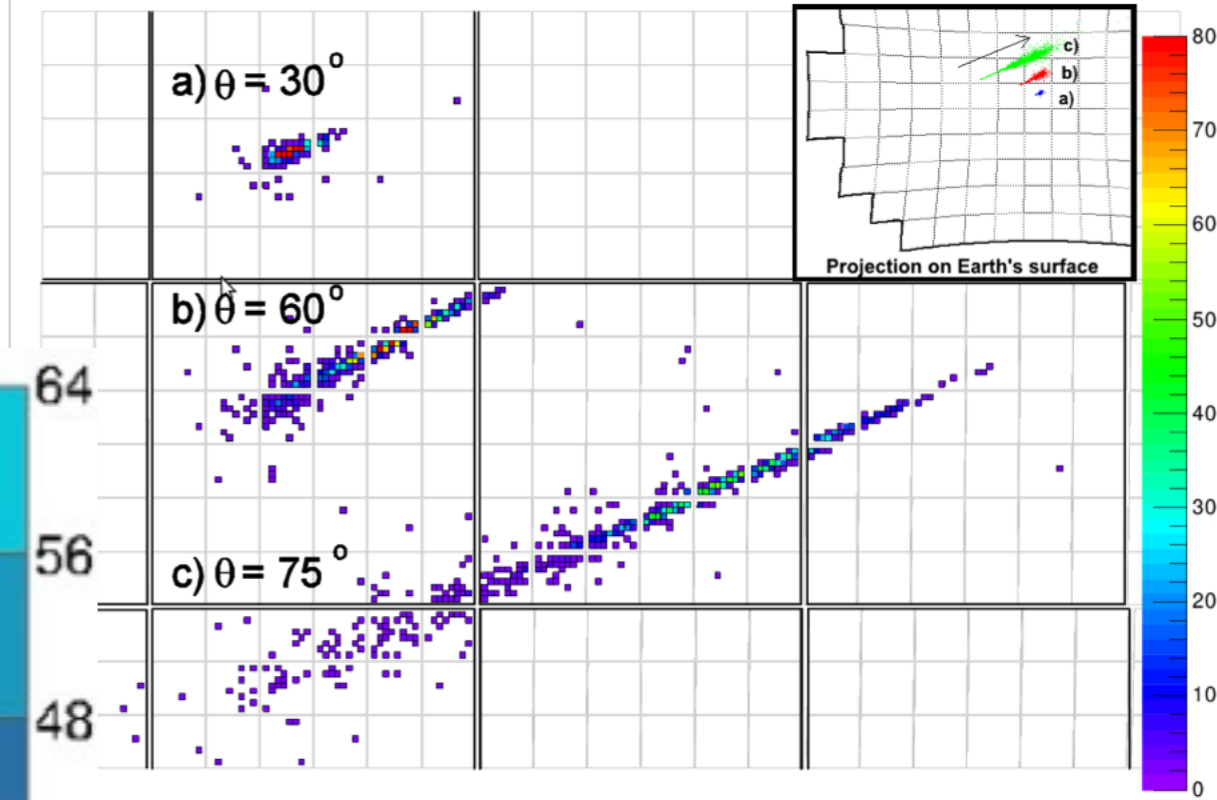 a) θ = 30°
c)
b)
a)
Projection on Earth's surface
b) θ = 60°
c) θ = 75°
64
56
48
80
70
60
50
40
30
20
10
0